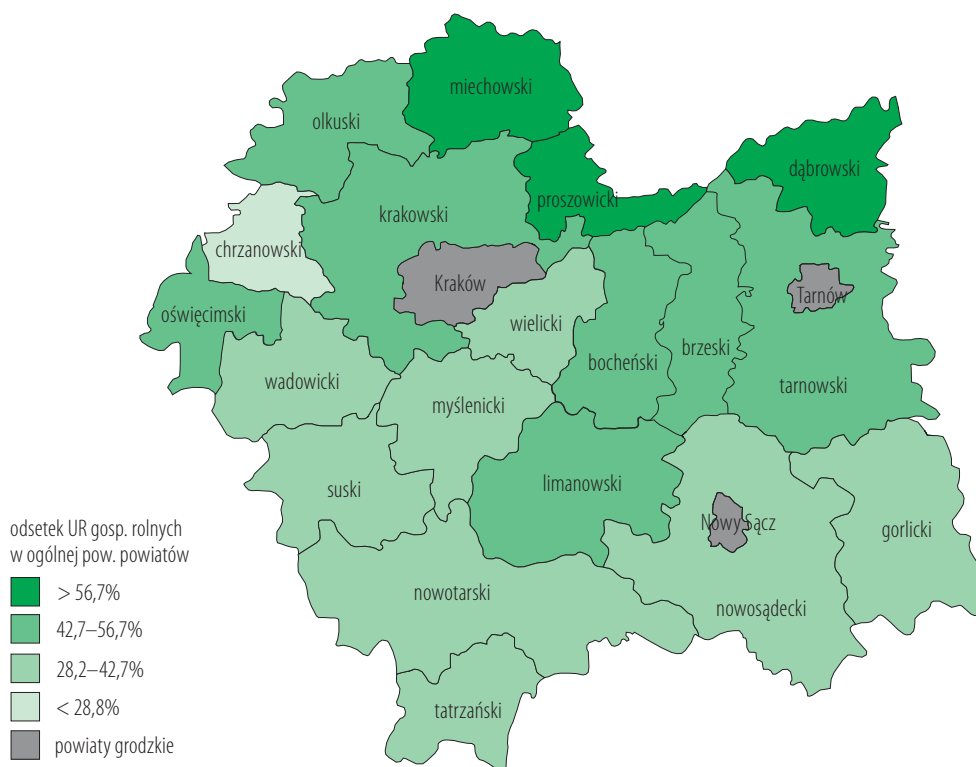 miechowski
olkuski
dąbrowski
proszowicki
krakowski
chrzanowski
Kraków
Tarnów
oświęcimski
wielicki
bocheński
brzeski
wadowicki
tarnowski
myślenicki
suski
limanowski
Nowy Sącz
gorlicki
nowotarski
nowosądecki
tatrzański
odsetek UR gosp. rolnych
w ogólnej pow. powiatów
> 56,7%
42,7–56,7%
28,2–42,7%
< 28,8%
powiaty grodzkie